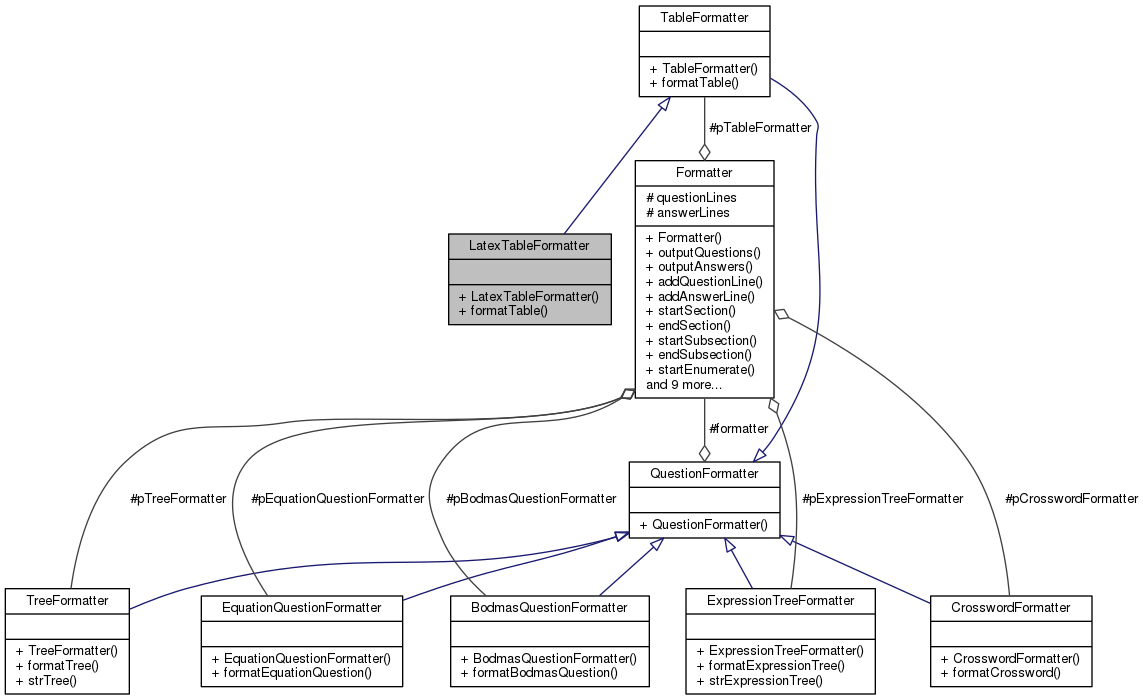 TableFormatter
+ TableFormatter()
+ formatTable()
#pTableFormatter
Formatter
# questionLines
# answerLines
+ Formatter()
+ outputQuestions()
+ outputAnswers()
+ addQuestionLine()
+ addAnswerLine()
+ startSection()
+ endSection()
+ startSubsection()
+ endSubsection()
+ startEnumerate()
and 9 more...
LatexTableFormatter
+ LatexTableFormatter()
+ formatTable()
#formatter
QuestionFormatter
+ QuestionFormatter()
#pTreeFormatter
#pEquationQuestionFormatter
#pBodmasQuestionFormatter
#pExpressionTreeFormatter
#pCrosswordFormatter
TreeFormatter
+ TreeFormatter()
+ formatTree()
+ strTree()
EquationQuestionFormatter
+ EquationQuestionFormatter()
+ formatEquationQuestion()
BodmasQuestionFormatter
+ BodmasQuestionFormatter()
+ formatBodmasQuestion()
ExpressionTreeFormatter
+ ExpressionTreeFormatter()
+ formatExpressionTree()
+ strExpressionTree()
CrosswordFormatter
+ CrosswordFormatter()
+ formatCrossword()